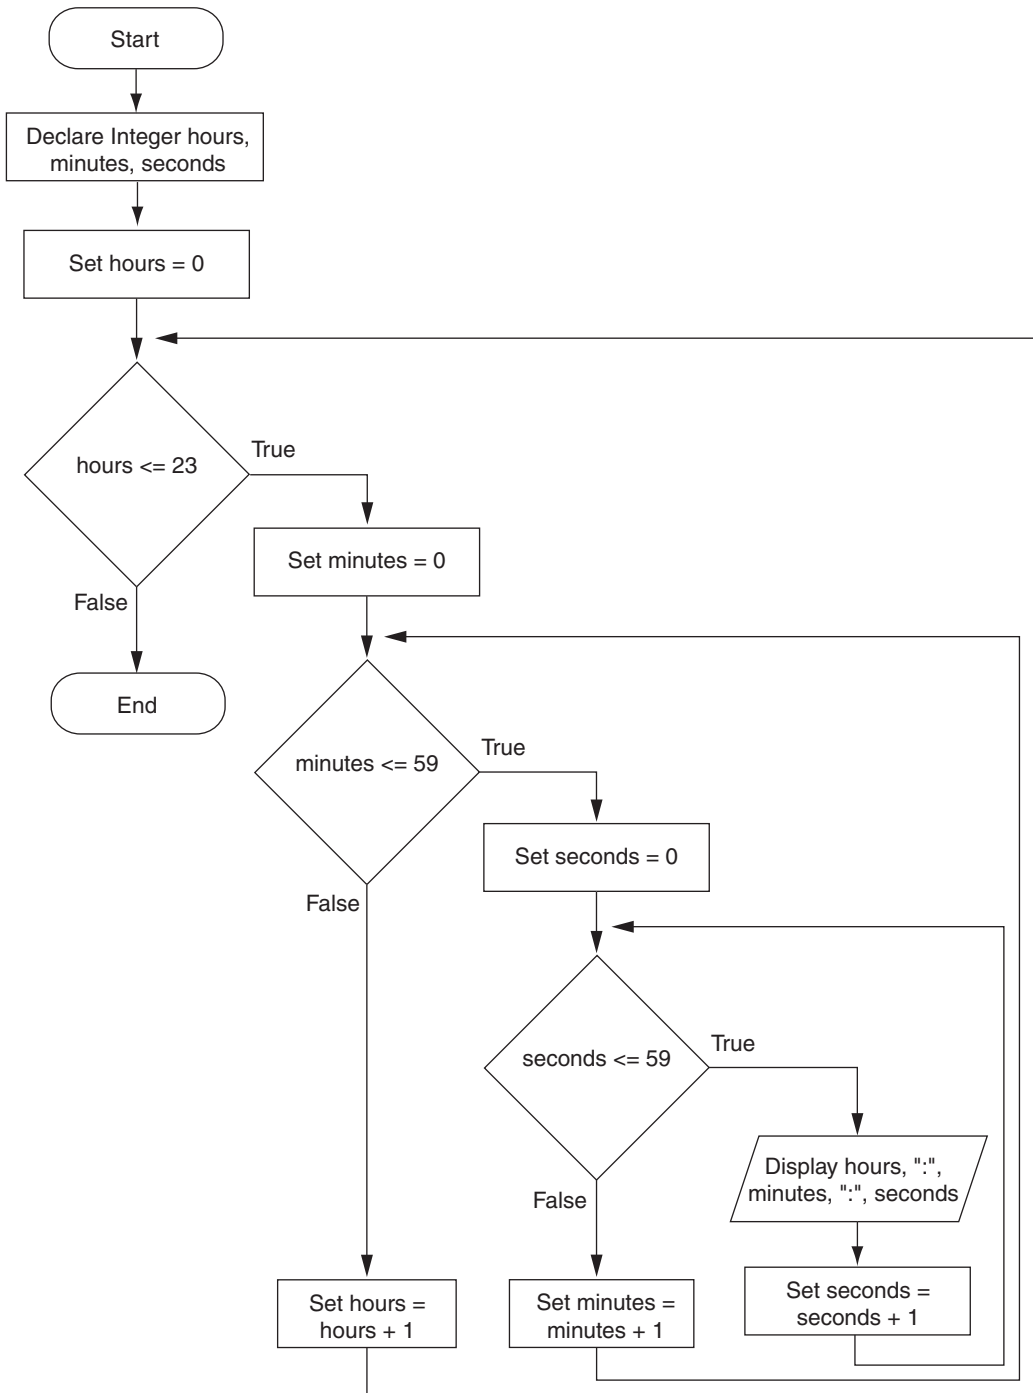 Start
Declare Integer hours,
minutes, seconds
Set hours = 0
hours <= 23
True
False
Set minutes = 0
End
minutes <= 59
True
False
Set seconds = 0
seconds <= 59
True
False
Display hours, ":",
minutes, ":", seconds
Set hours =
hours + 1
Set minutes =
minutes + 1
Set seconds =
seconds + 1